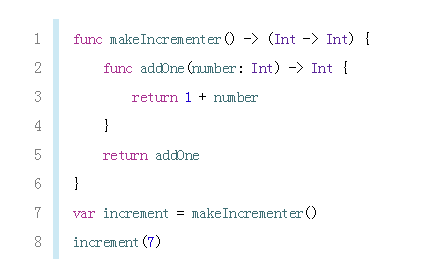 1 func makeIncrementer() -> (Int -> Int) {
2     func addOne(number: Int) -> Int {
3         return 1 + number
4     }
5     return addOne
6 }
7 var increment = makeIncrementer()
8 increment(7)